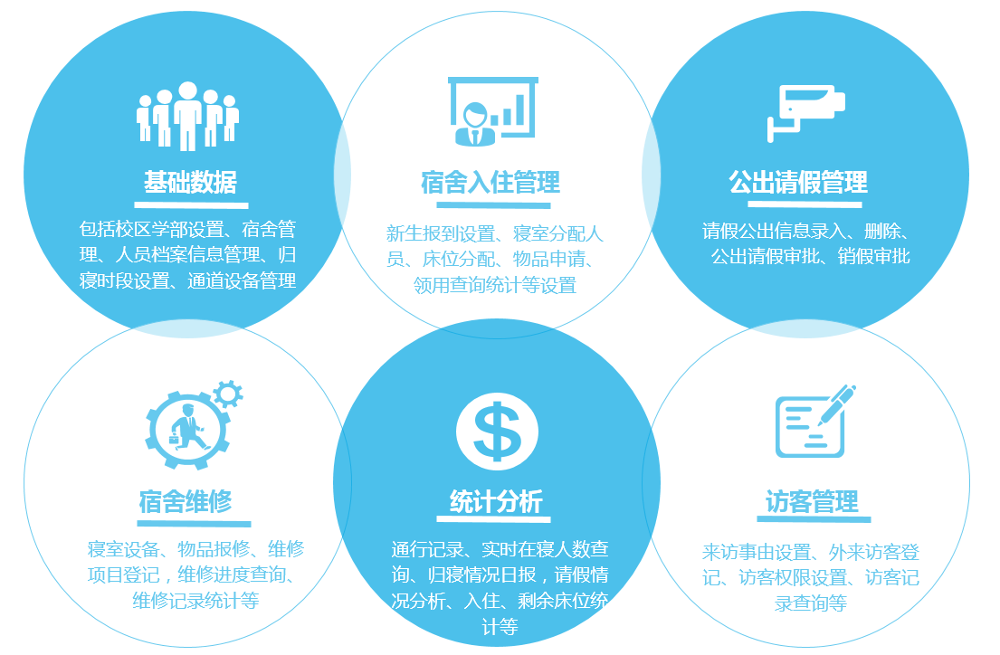 基础数据
包括校区学部设置、宿舍管
理、人员档案信息管理、归
寝时段设置、通道设备管理
宿舍入住管理
新生报到设置、寝室分配人
员、床位分配、物品申请、
领用查询统计等设置
公出请假管理
请假公出信息录入、删除、
公出请假审批、销假审批
宿舍维修
寝室设备、物品报修、维修
项目登记，维修进度查询、
维修记录统计等
$
统计分析
通行记录、实时在寝人数查
询、归寝情况日报，请假情
况分析、入住、剩余床位统
计等
访客管理
来访事由设置、外来访客登
记、访客权限设置、访客记
录查询等